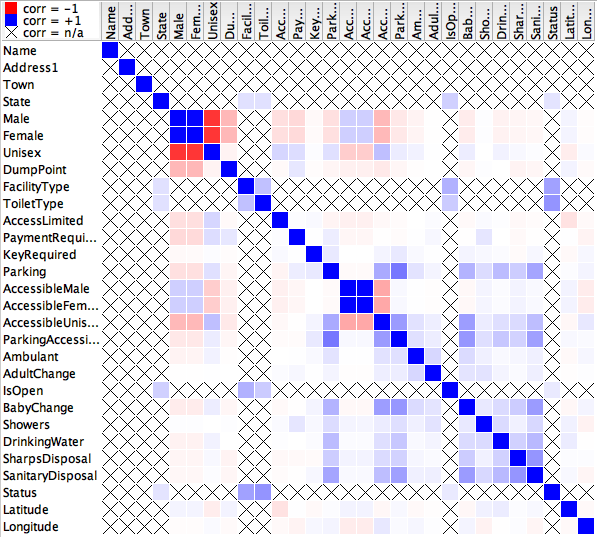 corr = -1
corr = +1
corr = n/a
Name
Add...
Town
State
Male
Fem...
Unisex
Du...
Facil...
Toil...
Acc...
Pay...
Key...
Park...
Acc...
Acc...
Acc...
Park...
Am...
Adul...
IsOp...
Bab...
Sho...
Drin...
Shar...
Sani...
Status
Latit...
Lon...
Name
Address1
Town
State
Male
Female
Unisex
DumpPoint
FacilityType
ToiletType
AccessLimited
PaymentRequi...
KeyRequired
Parking
AccessibleMale
AccessibleFem...
AccessibleUnis...
ParkingAccessi...
Ambulant
AdultChange
IsOpen
BabyChange
Showers
DrinkingWater
SharpsDisposal
SanitaryDisposal
Status
Latitude
Longitude